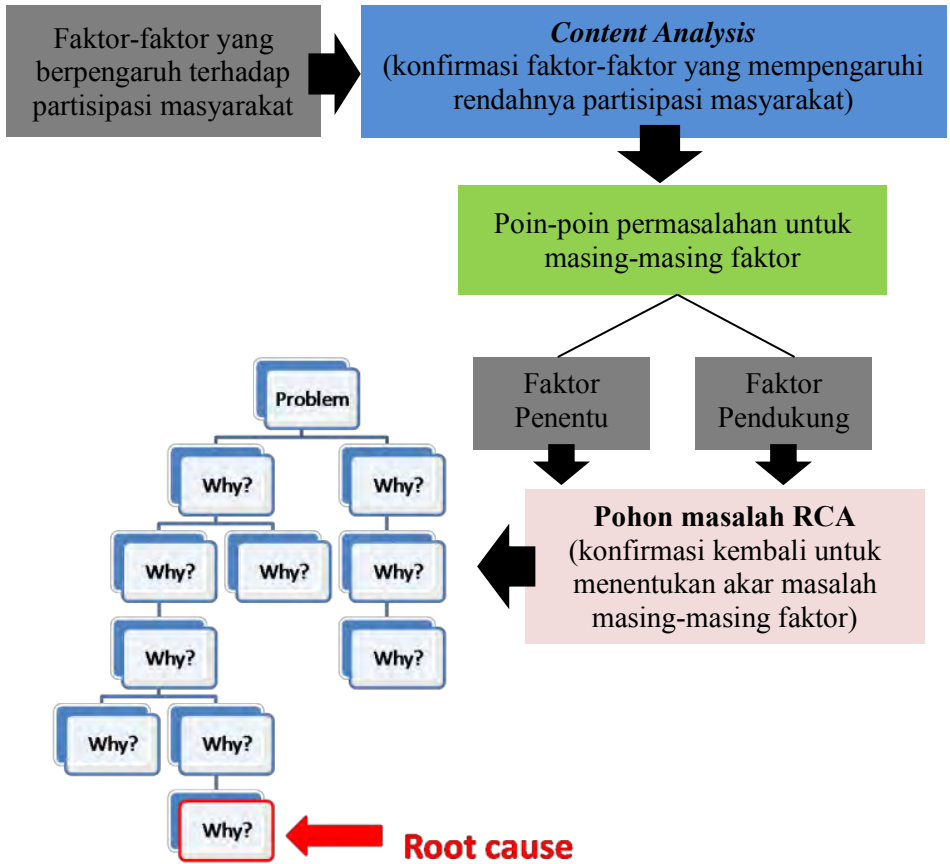 Faktor-faktor yang
berpengaruh terhadap
partisipasi masyarakat
Content Analysis
(konfirmasi faktor-faktor yang mempengaruhi
rendahnya partisipasi masyarakat)
Poin-poin permasalahan untuk
masing-masing faktor
Faktor
Penentu
Faktor
Pendukung
Pohon masalah RCA
(konfirmasi kembali untuk
menentukan akar masalah
masing-masing faktor)
Problem
Why?
Why?
Why?
Why?
Why?
Why?
Why?
Why?
Why?
Why?
Root cause